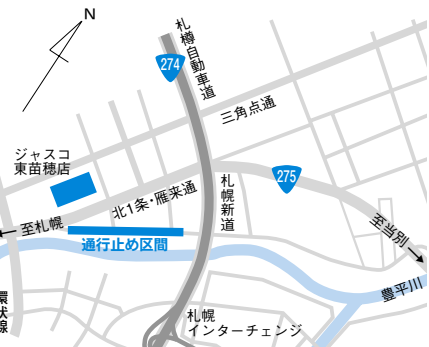 N
札樽自動車道
274
三角点通
ジャスコ
東苗穂店
275
札幌新道
北1条・雁来通
至札幌
至当別
通行止め区間
豊平川
環状線
札幌
インターチェンジ